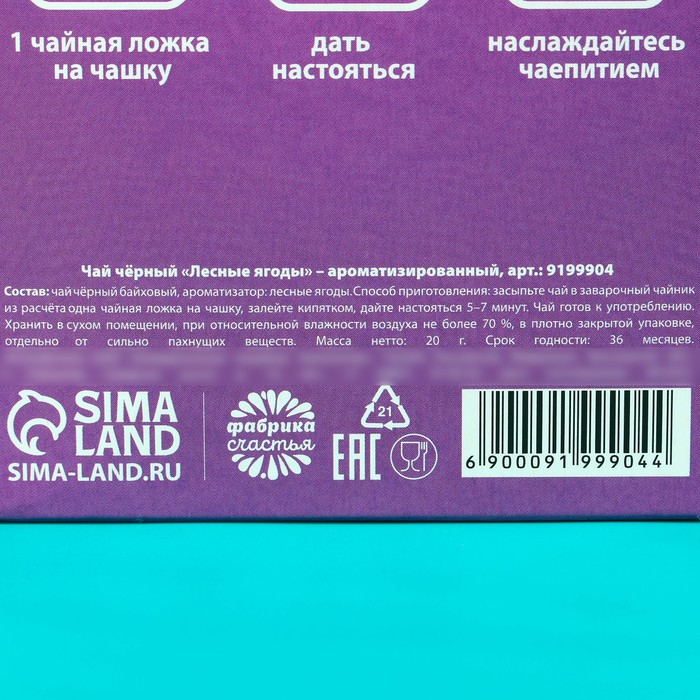 1 чайная ложка
на чашку
дать
настояться
наслаждайтесь
чаепитием
Чай чёрный «Лесные ягоды» – ароматизированный, арт.: 9199904
Состав: чай чёрный байховый, ароматизатор: лесные ягоды. Способ приготовления: засыпьте чай в заварочный чайник
из расчёта одна чайная ложка на чашку, залейте кипятком, дайте настояться 5–7 минут. Чай готов к употреблению.
Хранить в сухом помещении, при относительной влажности воздуха не более 70 %, в плотно закрытой упаковке,
отдельно от сильно пахнущих веществ. Масса нетто: 20 г. Срок годности: 36 месяцев.
SIMA
LAND
SIMA-LAND.RU
фабрика
счастья
21
EAC
6 900091 999044